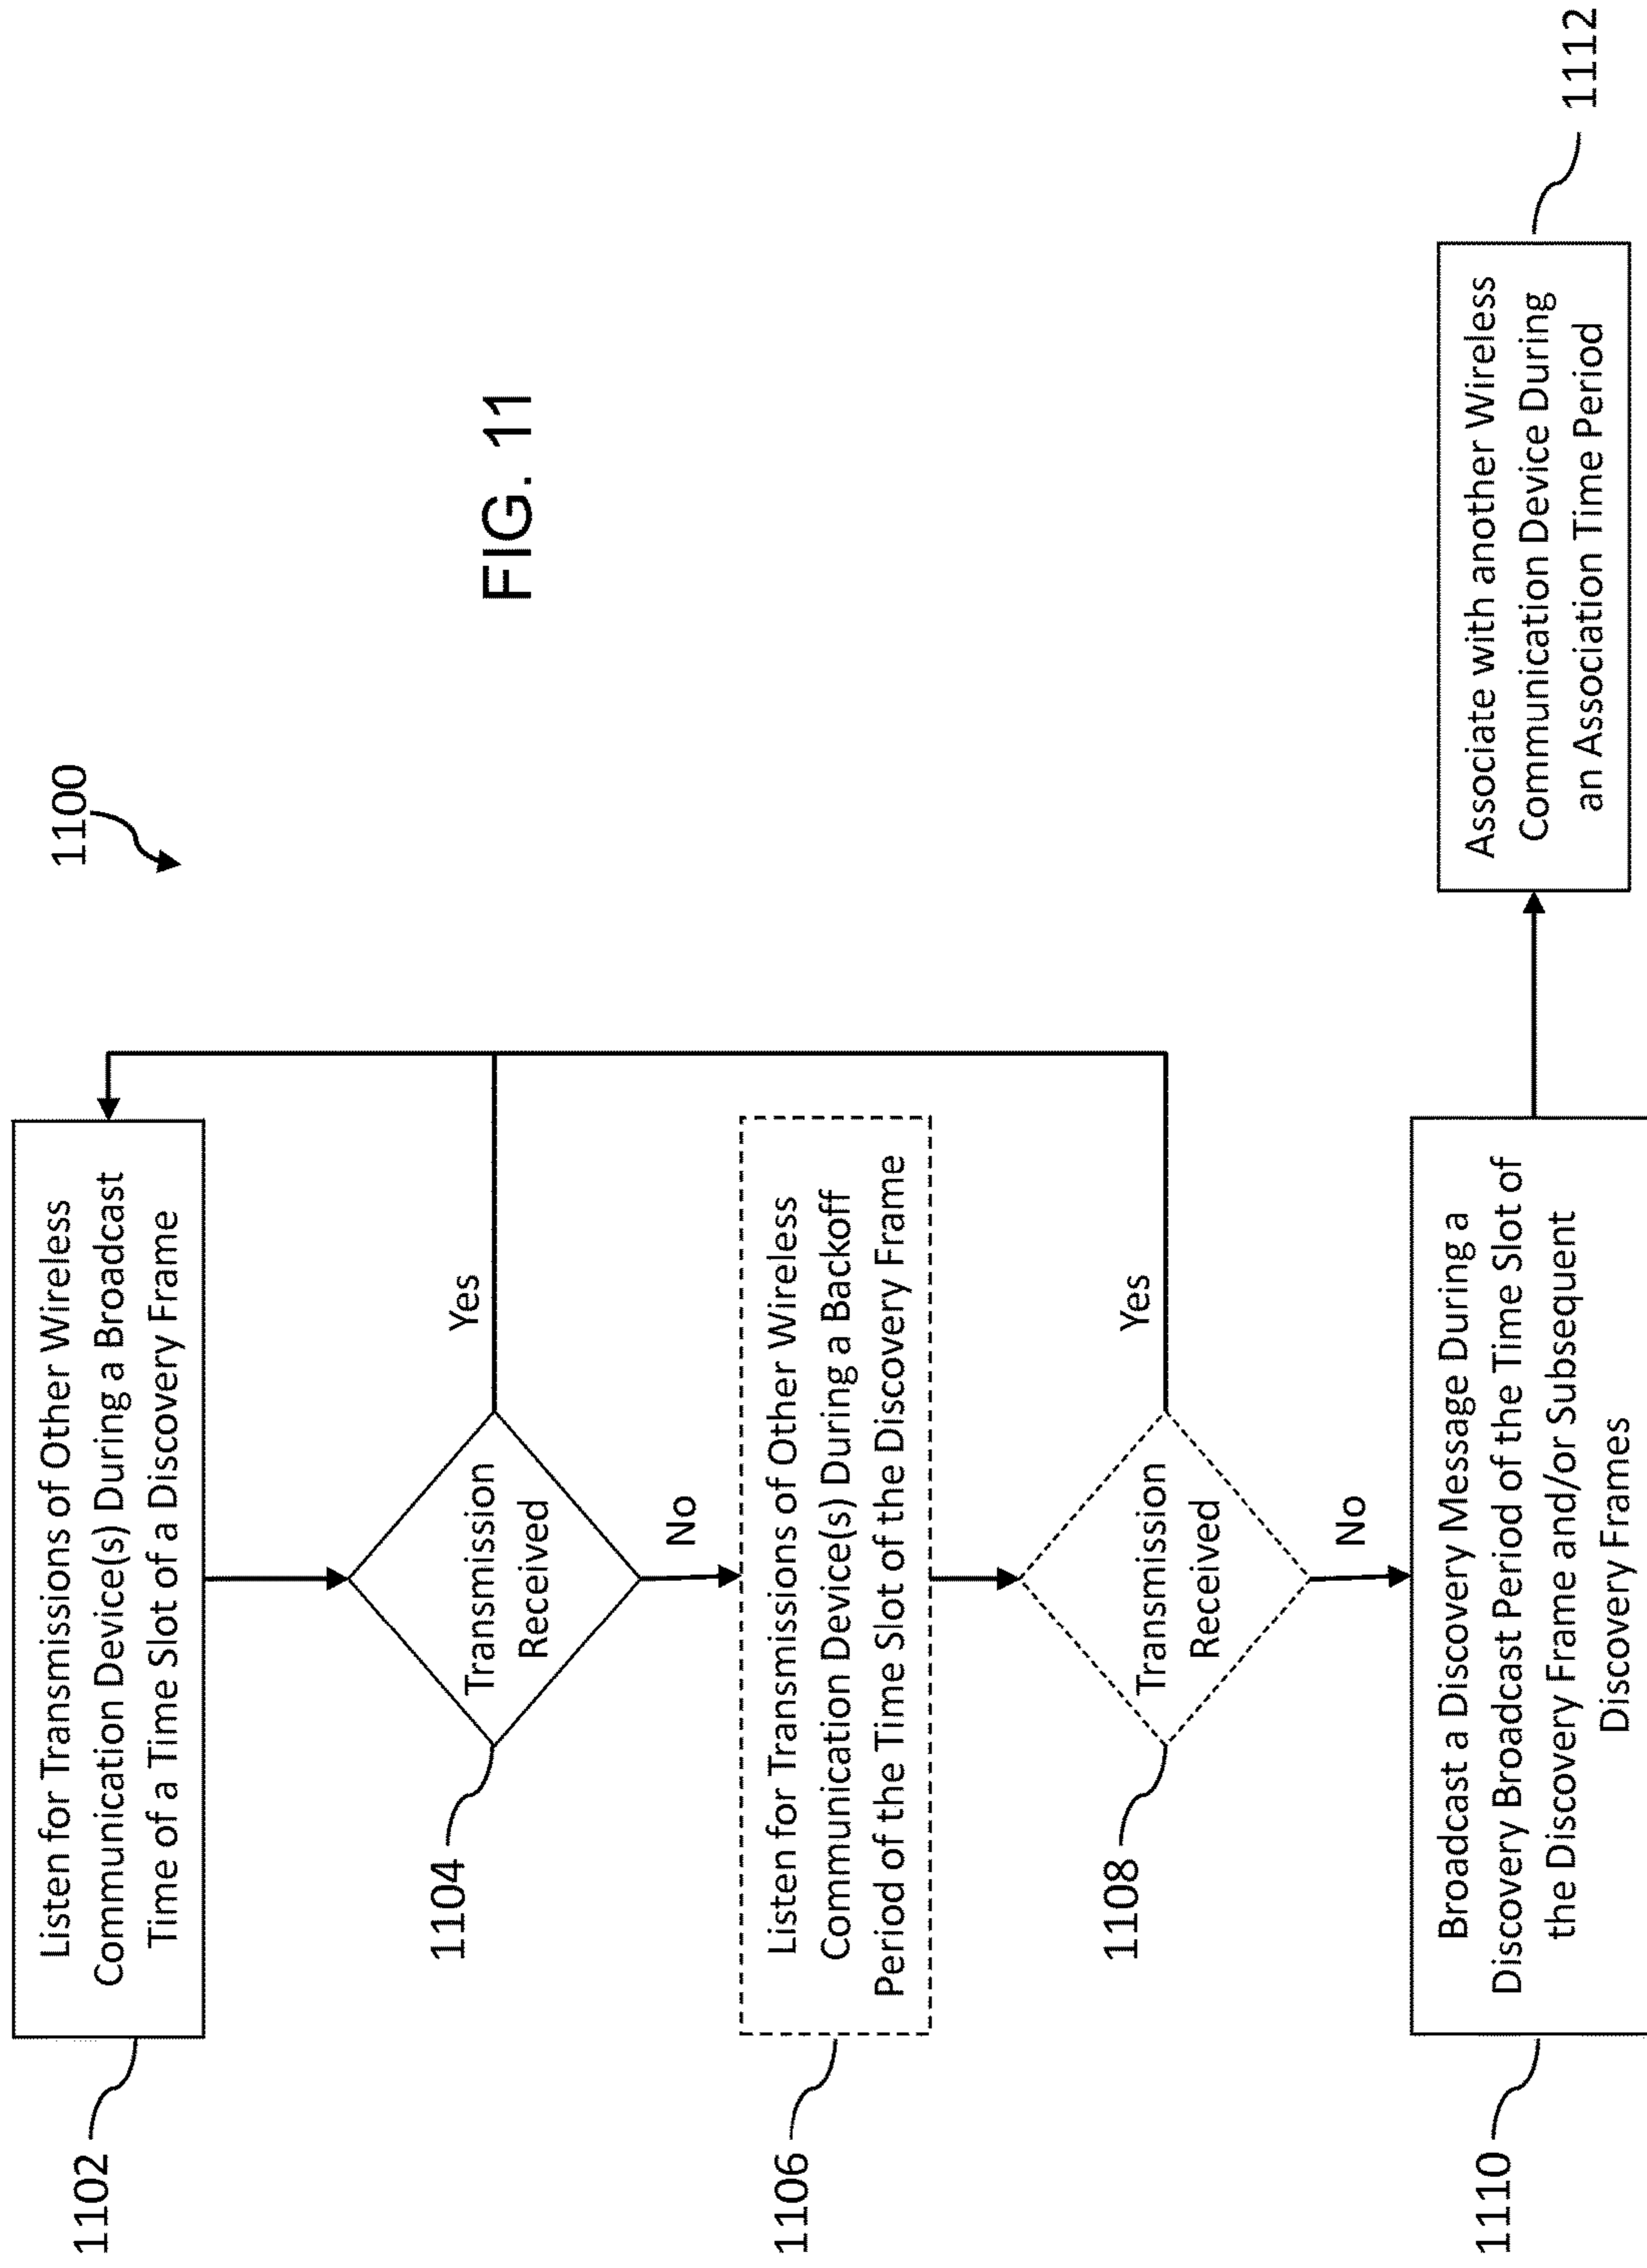 1100
1102
Listen for Transmissions of Other Wireless
Communication Device(s) During a Broadcast
Time of a Time Slot of a Discovery Frame
1104
Transmission
Received
Yes
No
FIG. 11
1106
Listen for Transmissions of Other Wireless
Communication Device(s) During a Backoff
Period of the Time Slot of the Discovery Frame
1108
Transmission
Received
Yes
No
1110
Broadcast a Discovery Message During a
Discovery Broadcast Period of the Time Slot of
the Discovery Frame and/or Subsequent
Discovery Frames
Associate with another Wireless
Communication Device During
an Association Time Period
1112